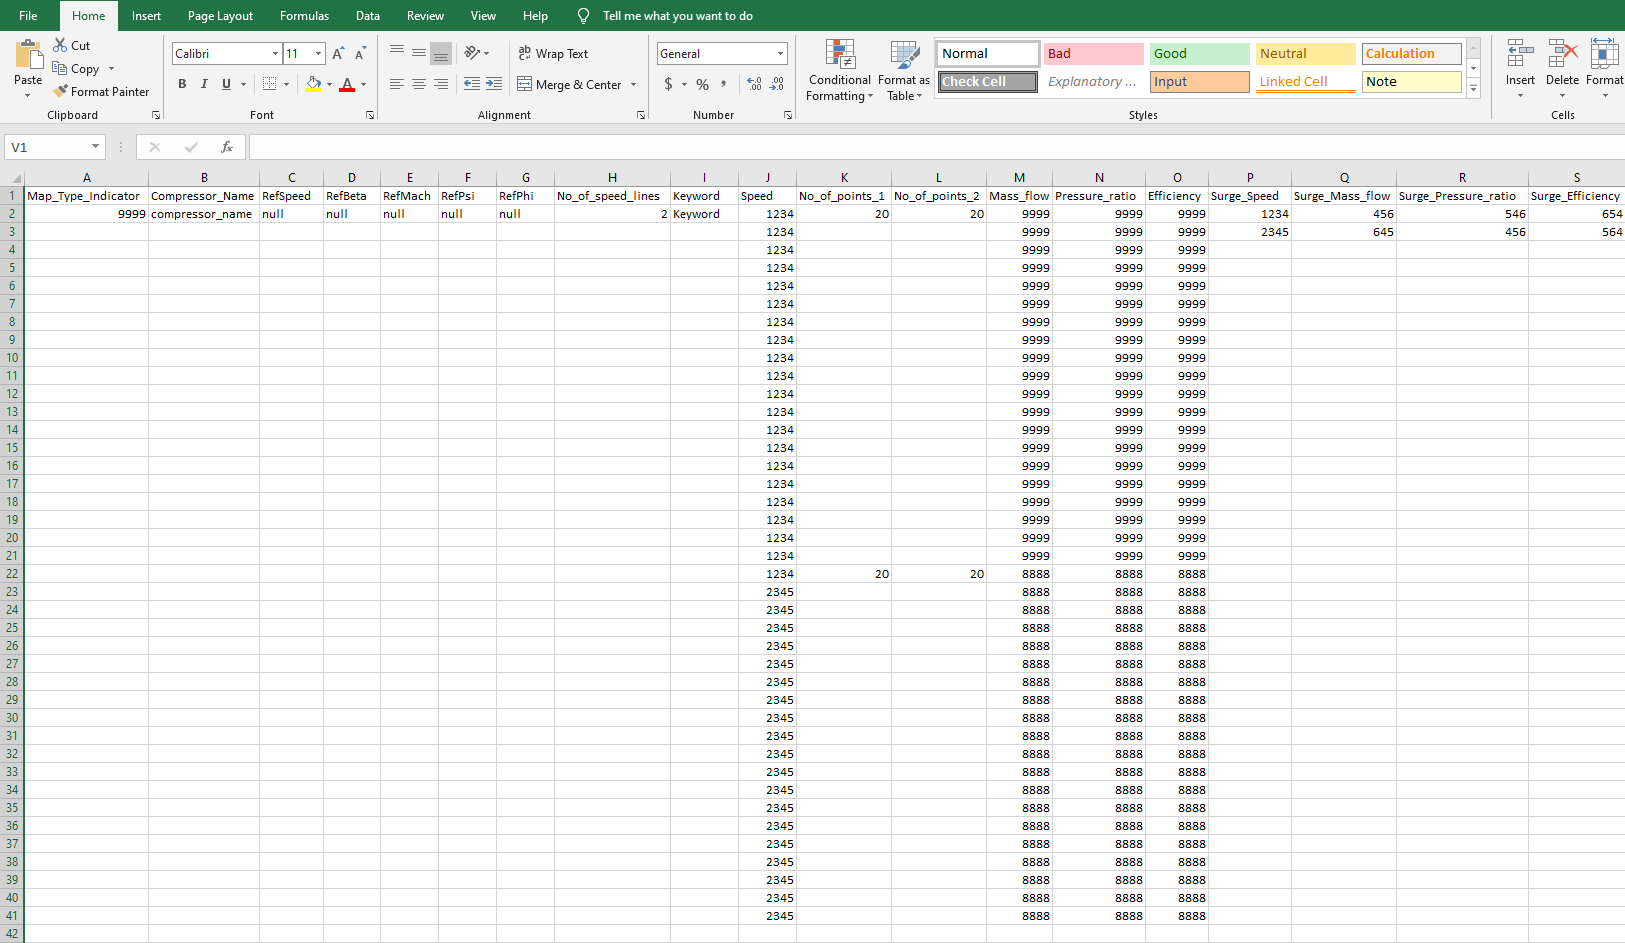 File Home Insert Page Layout Formulas Data Review View Help Tell me what you want to do
Paste Cut Copy Format Painter Clipboard
Calibri 11 A A B I U A Font
ab Wrap Text Merge & Center Alignment
General $ % , Number
Conditional Formatting Format as Table Normal Bad Good Neutral Calculation
Check Cell Explanatory ... Input Linked Cell Note Styles
Insert Delete Format Cells
V1 fx
A B C D E F G H I J K L M N O P Q R S
1 Map_Type_Indicator Compressor_Name RefSpeed RefBeta RefMach RefPsi RefPhi No_of_speed_lines Keyword Speed No_of_points_1 No_of_points_2 Mass_flow Pressure_ratio Efficiency Surge_Speed Surge_Mass_flow Surge_Pressure_ratio Surge_Efficiency
2 9999 compressor_name null null null null null 2 Keyword 1234 20 20 9999 9999 9999 1234 456 546 654
3 1234 9999 9999 9999 2345 645 456 564
4 1234 9999 9999 9999
5 1234 9999 9999 9999
6 1234 9999 9999 9999
7 1234 9999 9999 9999
8 1234 9999 9999 9999
9 1234 9999 9999 9999
10 1234 9999 9999 9999
11 1234 9999 9999 9999
12 1234 9999 9999 9999
13 1234 9999 9999 9999
14 1234 9999 9999 9999
15 1234 9999 9999 9999
16 1234 9999 9999 9999
17 1234 9999 9999 9999
18 1234 9999 9999 9999
19 1234 9999 9999 9999
20 1234 9999 9999 9999
21 1234 9999 9999 9999
22 1234 20 20 8888 8888 8888
23 2345 8888 8888 8888
24 2345 8888 8888 8888
25 2345 8888 8888 8888
26 2345 8888 8888 8888
27 2345 8888 8888 8888
28 2345 8888 8888 8888
29 2345 8888 8888 8888
30 2345 8888 8888 8888
31 2345 8888 8888 8888
32 2345 8888 8888 8888
33 2345 8888 8888 8888
34 2345 8888 8888 8888
35 2345 8888 8888 8888
36 2345 8888 8888 8888
37 2345 8888 8888 8888
38 2345 8888 8888 8888
39 2345 8888 8888 8888
40 2345 8888 8888 8888
41 2345 8888 8888 8888
42